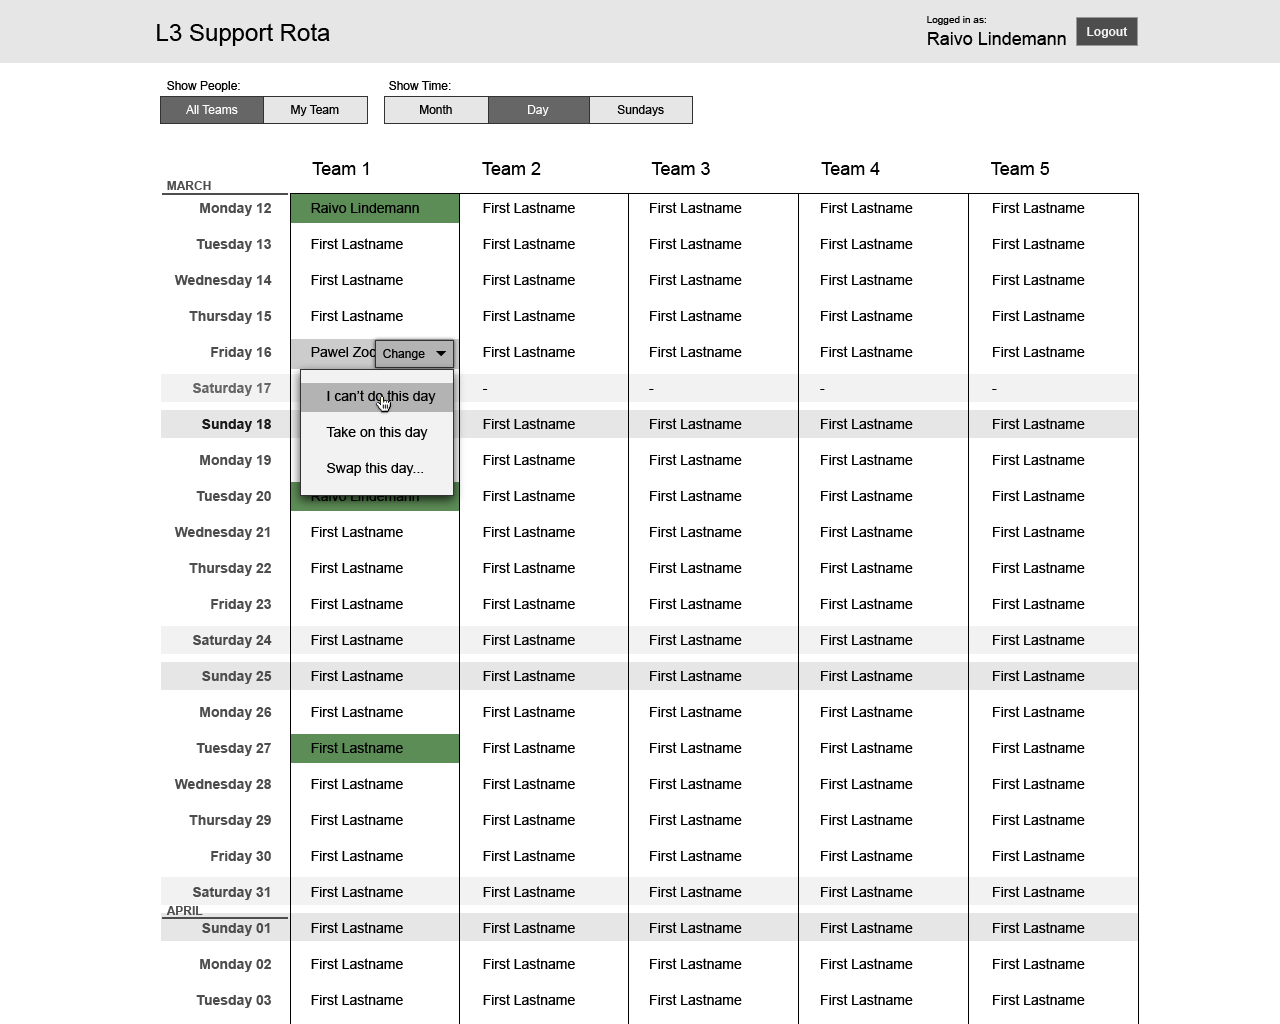 L3 Support Rota
Logged in as:
Raivo Lindemann
Logout
Show People:
All Teams My Team
Show Time:
Month Day Sundays
Team 1 Team 2 Team 3 Team 4 Team 5
MARCH
Monday 12 Raivo Lindemann First Lastname First Lastname First Lastname First Lastname
Tuesday 13 First Lastname First Lastname First Lastname First Lastname First Lastname
Wednesday 14 First Lastname First Lastname First Lastname First Lastname First Lastname
Thursday 15 First Lastname First Lastname First Lastname First Lastname First Lastname
Friday 16 Pawel Change First Lastname First Lastname First Lastname First Lastname
Saturday 17 - - - -
I can't do this day
Sunday 18 First Lastname First Lastname First Lastname First Lastname
Take on this day
Monday 19 First Lastname First Lastname First Lastname First Lastname
Swap this day...
Tuesday 20 Raivo Lindemann First Lastname First Lastname First Lastname First Lastname
Wednesday 21 First Lastname First Lastname First Lastname First Lastname First Lastname
Thursday 22 First Lastname First Lastname First Lastname First Lastname First Lastname
Friday 23 First Lastname First Lastname First Lastname First Lastname First Lastname
Saturday 24 First Lastname First Lastname First Lastname First Lastname First Lastname
Sunday 25 First Lastname First Lastname First Lastname First Lastname First Lastname
Monday 26 First Lastname First Lastname First Lastname First Lastname First Lastname
Tuesday 27 First Lastname First Lastname First Lastname First Lastname First Lastname
Wednesday 28 First Lastname First Lastname First Lastname First Lastname First Lastname
Thursday 29 First Lastname First Lastname First Lastname First Lastname First Lastname
Friday 30 First Lastname First Lastname First Lastname First Lastname First Lastname
Saturday 31 First Lastname First Lastname First Lastname First Lastname First Lastname
APRIL
Sunday 01 First Lastname First Lastname First Lastname First Lastname First Lastname
Monday 02 First Lastname First Lastname First Lastname First Lastname First Lastname
Tuesday 03 First Lastname First Lastname First Lastname First Lastname First Lastname